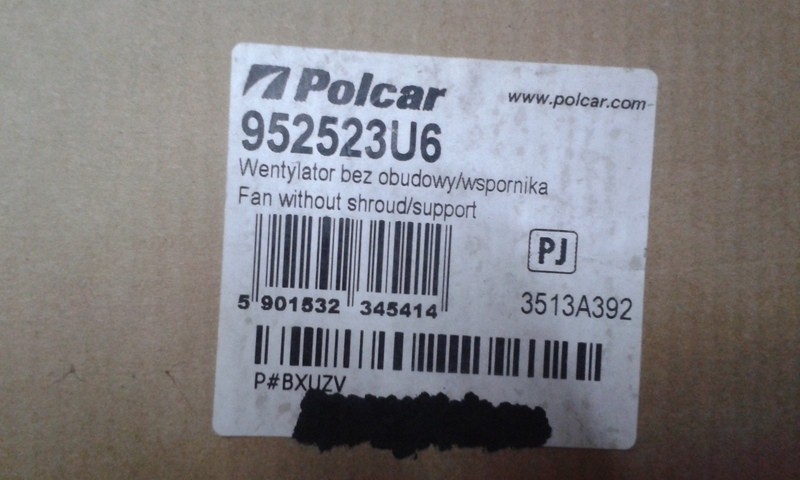 Polcar www.polcar.com
952523U6
Wentylator bez obudowy/wspornika
Fan without shroud/support
PJ
5 901532 345414
3513A392
P#BXUZV